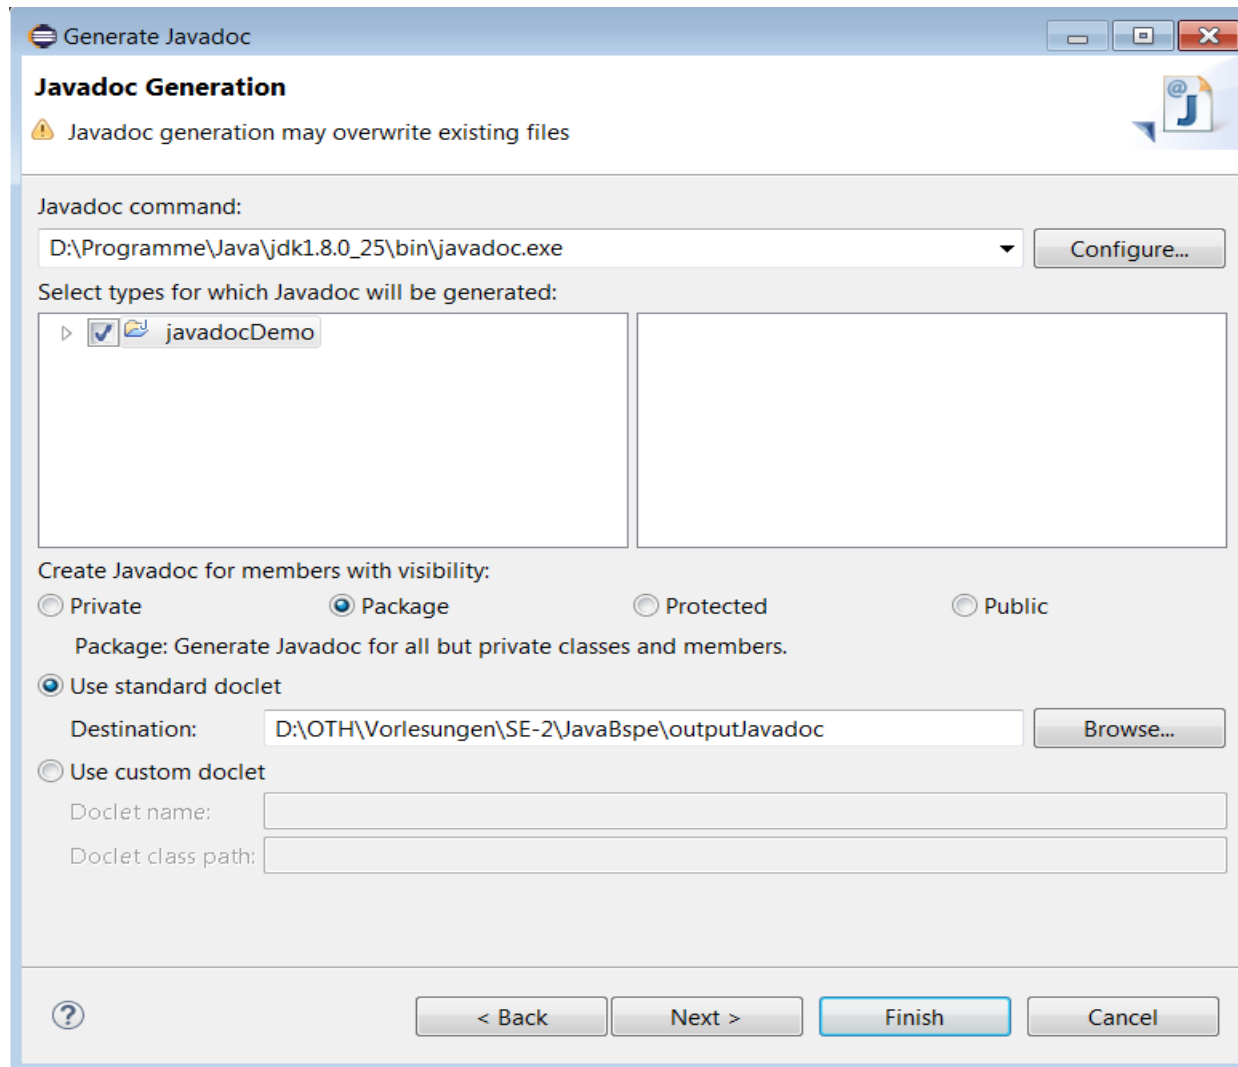 Generate Javadoc
Javadoc Generation
Javadoc generation may overwrite existing files
@
J
Javadoc command:
D:\Programme\Java\jdk1.8.0_25\bin\javadoc.exe
Configure...
Select types for which Javadoc will be generated:
javadocDemo
Create Javadoc for members with visibility:
Private Package Protected Public
Package: Generate Javadoc for all but private classes and members.
Use standard doclet
Destination: D:\OTH\Vorlesungen\SE-2\JavaBspe\outputJavadoc Browse...
Use custom doclet
Doclet name:
Doclet class path:
? < Back Next > Finish Cancel